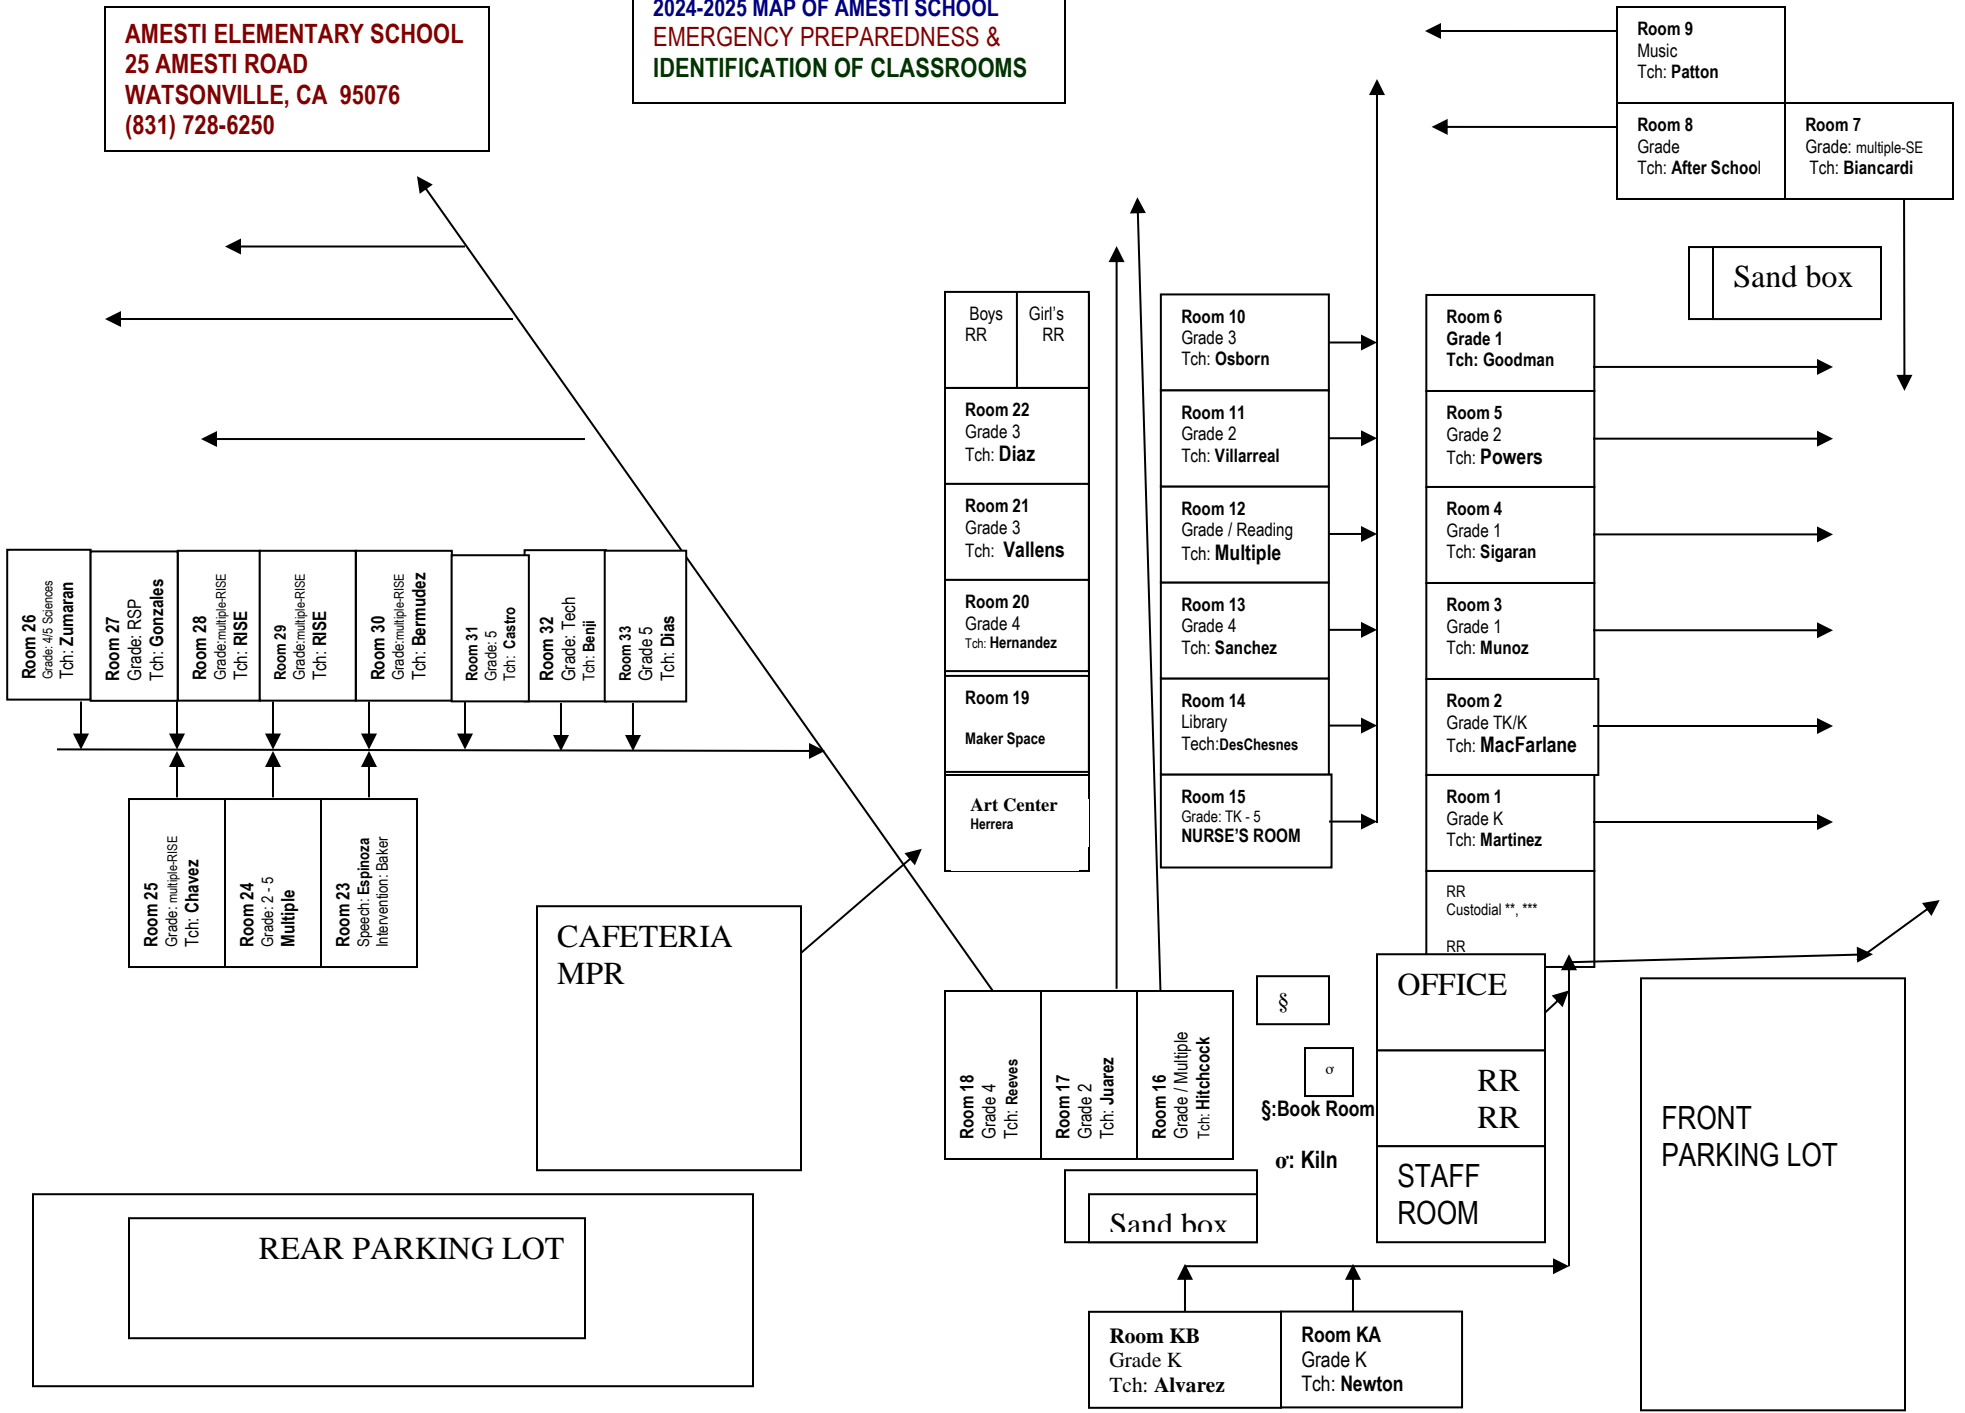 AMESTI ELEMENTARY SCHOOL
25 AMESTI ROAD
WATSONVILLE, CA  95076
(831) 728-6250
2024-2025 MAP OF AMESTI SCHOOL
EMERGENCY PREPAREDNESS &
IDENTIFICATION OF CLASSROOMS
Room 9
Music
Tch: Patton
Room 8
Grade
Tch: After School
Room 7
Grade: multiple-SE
Tch: Biancardi
Sand box
Boys
RR
Girl's
RR
Room 22
Grade 3
Tch: Diaz
Room 21
Grade 3
Tch: Vallens
Room 20
Grade 4
Tch: Hernandez
Room 19
Maker Space
Art Center
Herrera
Room 10
Grade 3
Tch: Osborn
Room 11
Grade 2
Tch: Villarreal
Room 12
Grade / Reading
Tch: Multiple
Room 13
Grade 4
Tch: Sanchez
Room 14
Library
Tech:DesChesnes
Room 15
Grade: TK - 5
NURSE'S ROOM
Room 6
Grade 1
Tch: Goodman
Room 5
Grade 2
Tch: Powers
Room 4
Grade 1
Tch: Sigaran
Room 3
Grade 1
Tch: Munoz
Room 2
Grade TK/K
Tch: MacFarlane
Room 1
Grade K
Tch: Martinez
RR
Custodial **, ***
RR
Room 26
Grade: 4/5 Sciences
Tch: Zumaran
Room 27
Grade: RSP
Tch: Gonzales
Room 28
Grade:multiple-RISE
Tch: RISE
Room 29
Grade:multiple-RISE
Tch: RISE
Room 30
Grade:multiple-RISE
Tch: Bermudez
Room 31
Grade: 5
Tch: Castro
Room 32
Grade: Tech
Tch: Benji
Room 33
Grade 5
Tch: Dias
Room 25
Grade: multiple-RISE
Tch: Chavez
Room 24
Grade: 2 - 5
Multiple
Room 23
Speech: Espinoza
Intervention: Baker
CAFETERIA
MPR
Room 18
Grade 4
Tch: Reeves
Room 17
Grade 2
Tch: Juarez
Room 16
Grade / Multiple
Tch: Hitchcock
§
σ
§:Book Room
σ: Kiln
OFFICE
RR
RR
STAFF
ROOM
FRONT
PARKING LOT
Sand box
REAR PARKING LOT
Room KB
Grade K
Tch: Alvarez
Room KA
Grade K
Tch: Newton